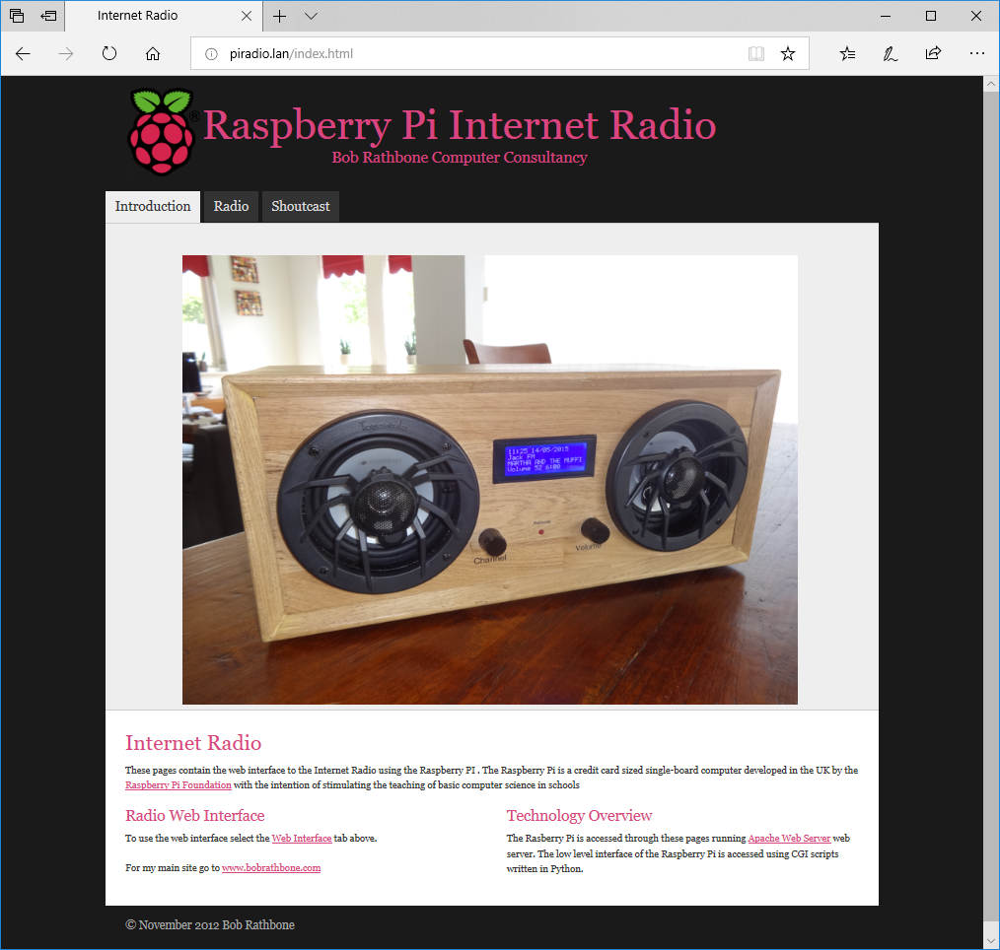 Internet Radio
piradio.lan/index.html
®
Raspberry Pi Internet Radio
Bob Rathbone Computer Consultancy
Introduction
Radio
Shoutcast
11:25 14/05/2015
Jack FM
MARTHA AND THE MUFFI
Volume 52 6:00
Channel
Volume
Internet Radio
These pages contain the web interface to the Internet Radio using the Raspberry PI . The Raspberry Pi is a credit card sized single-board computer developed in the UK by the
Raspberry Pi Foundation with the intention of stimulating the teaching of basic computer science in schools
Radio Web Interface
To use the web interface select the Web Interface tab above.
For my main site go to www.bobrathbone.com
Technology Overview
The Rasberry Pi is accessed through these pages running Apache Web Server web
server. The low level interface of the Raspberry Pi is accessed using CGI scripts
written in Python.
© November 2012 Bob Rathbone